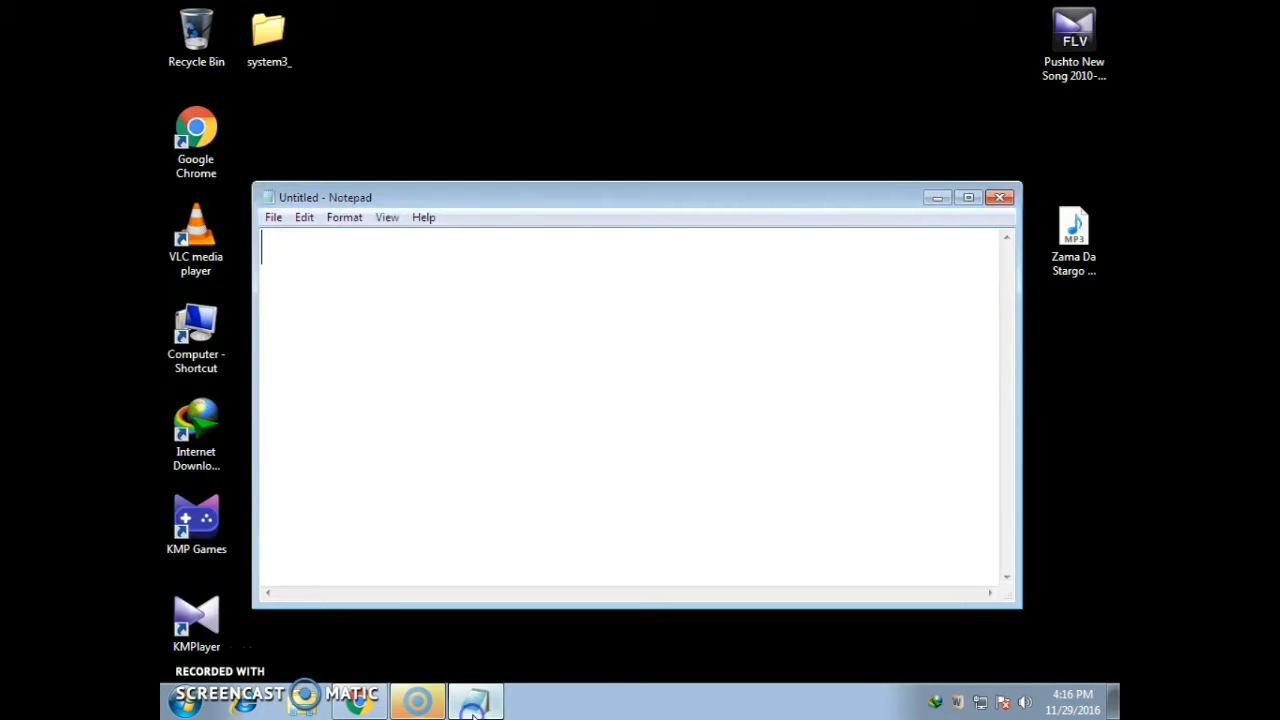 Recycle Bin
system3_
FLV
Pushto New
Song 2010-...
Google
Chrome
Untitled - Notepad
File Edit Format View Help
VLC media
player
MP3
Zama Da
Stargo ...
Computer -
Shortcut
Internet
Downlo...
KMP Games
KMPlayer
RECORDED WITH
SCREENCAST MATIC
4:16 PM
11/29/2016